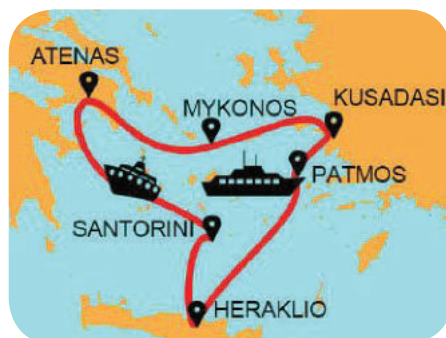 ATENAS
MYKONOS
KUSADASI
PATMOS
SANTORINI
HERAKLIO